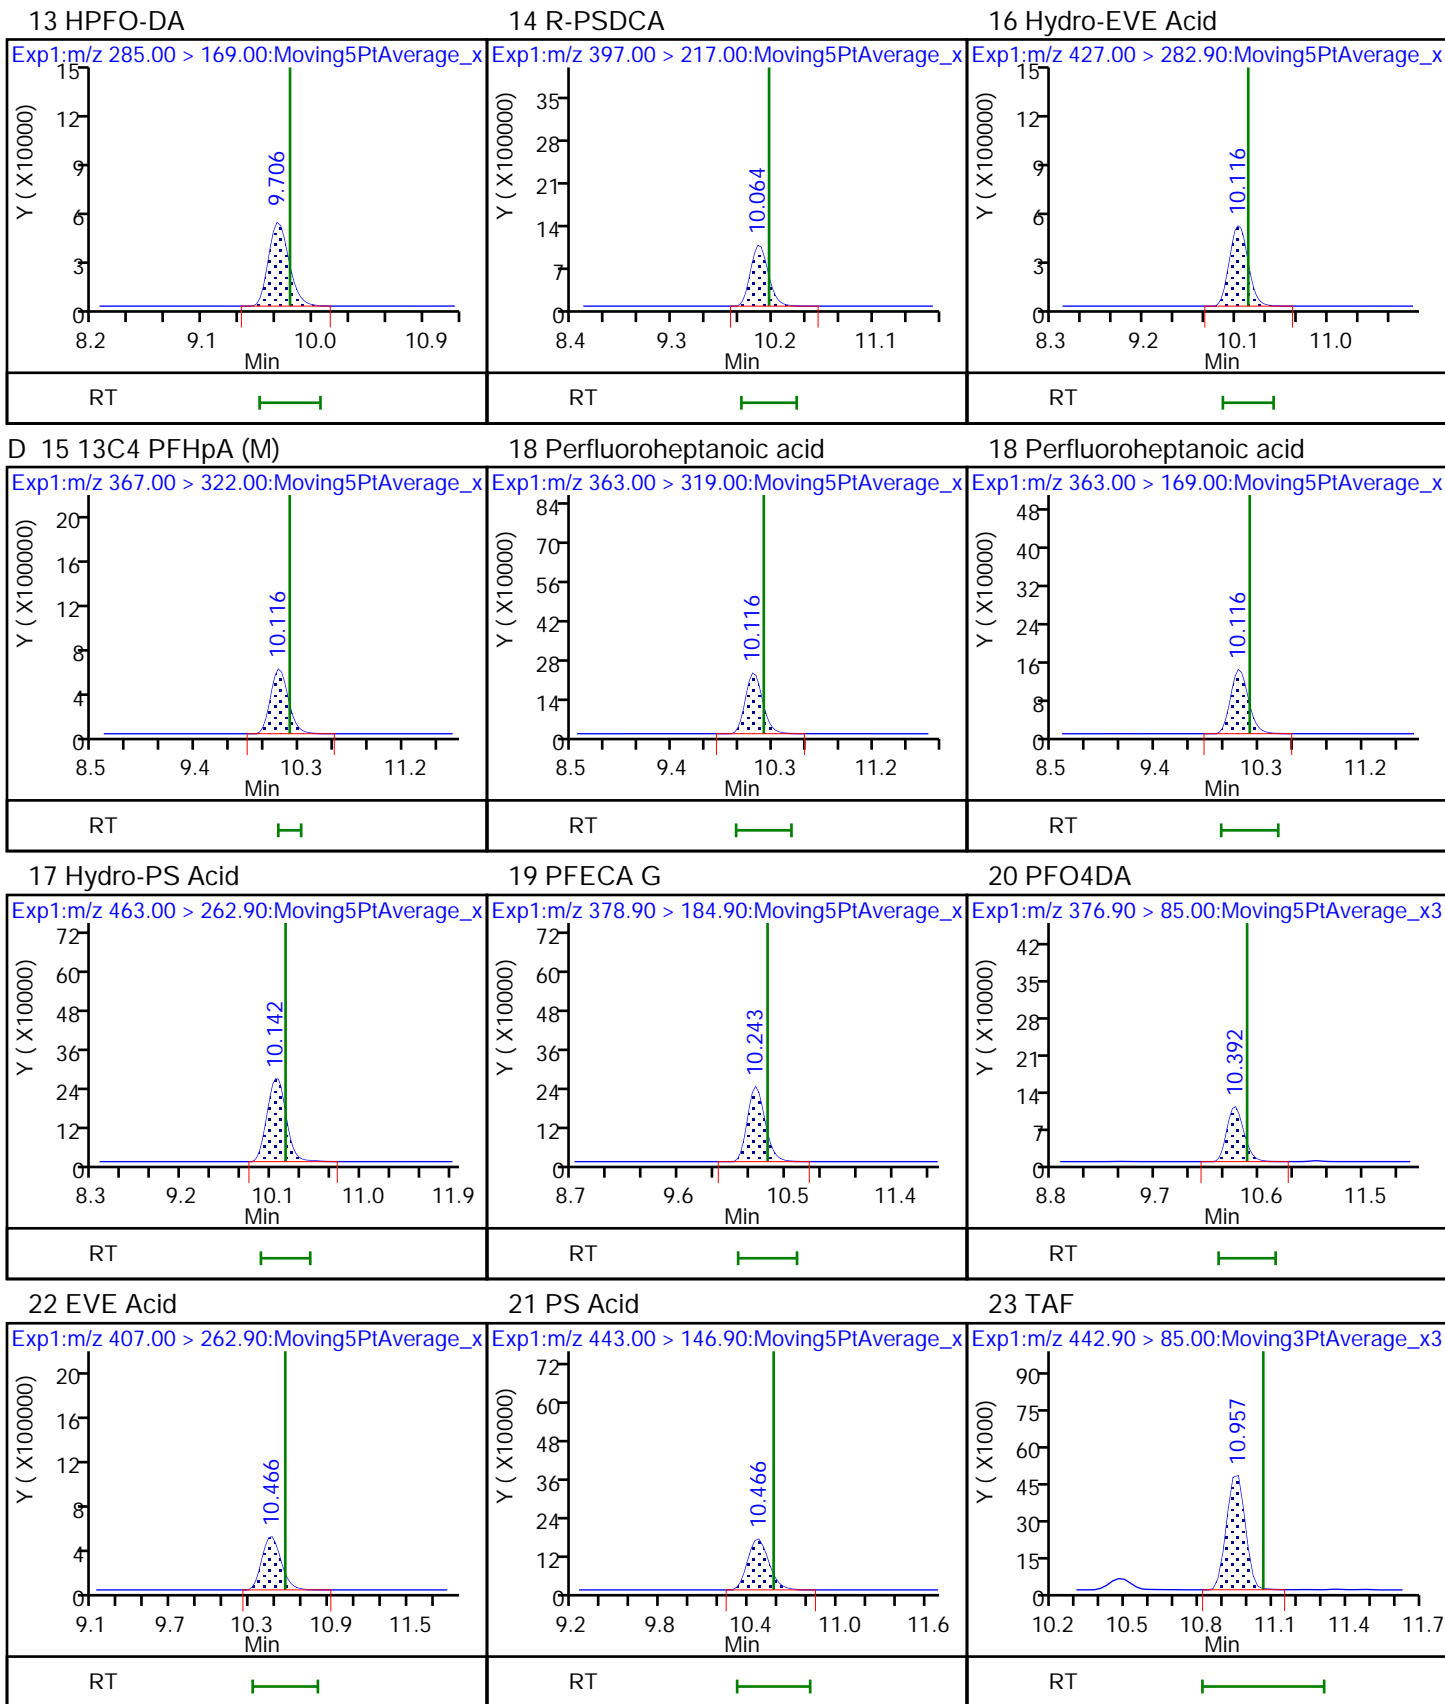 13 HPFO-DA
Exp1:m/z 285.00 > 169.00:Moving5PtAverage_x
Y ( X100000)
15
12
9
6
3
0
9.706
8.2 9.1 10.0 10.9
Min
RT
14 R-PSDCA
Exp1:m/z 397.00 > 217.00:Moving5PtAverage_x
Y ( X100000)
35
28
21
14
7
0
10.064
8.4 9.3 10.2 11.1
Min
RT
16 Hydro-EVE Acid
Exp1:m/z 427.00 > 282.90:Moving5PtAverage_x
Y ( X100000)
15
12
9
6
3
0
10.116
8.3 9.2 10.1 11.0
Min
RT
D 15 13C4 PFHpA (M)
Exp1:m/z 367.00 > 322.00:Moving5PtAverage_x
Y ( X100000)
20
16
12
8
4
0
10.116
8.5 9.4 10.3 11.2
Min
RT
18 Perfluoroheptanoic acid
Exp1:m/z 363.00 > 319.00:Moving5PtAverage_x
Y ( X10000)
84
70
56
42
28
14
0
10.116
8.5 9.4 10.3 11.2
Min
RT
18 Perfluoroheptanoic acid
Exp1:m/z 363.00 > 169.00:Moving5PtAverage_x
Y ( X10000)
48
40
32
24
16
8
0
10.116
8.5 9.4 10.3 11.2
Min
RT
17 Hydro-PS Acid
Exp1:m/z 463.00 > 262.90:Moving5PtAverage_x
Y ( X10000)
72
60
48
36
24
12
0
10.142
8.3 9.2 10.1 11.0 11.9
Min
RT
19 PFECA G
Exp1:m/z 378.90 > 184.90:Moving5PtAverage_x
Y ( X10000)
72
60
48
36
24
12
0
10.243
8.7 9.6 10.5 11.4
Min
RT
20 PFO4DA
Exp1:m/z 376.90 > 85.00:Moving5PtAverage_x3
Y ( X10000)
42
35
28
21
14
7
0
10.392
8.8 9.7 10.6 11.5
Min
RT
22 EVE Acid
Exp1:m/z 407.00 > 262.90:Moving5PtAverage_x
Y ( X100000)
20
16
12
8
4
0
10.466
9.1 9.7 10.3 10.9 11.5
Min
RT
21 PS Acid
Exp1:m/z 443.00 > 146.90:Moving5PtAverage_x
Y ( X10000)
72
60
48
36
24
12
0
10.466
9.2 9.8 10.4 11.0 11.6
Min
RT
23 TAF
Exp1:m/z 442.90 > 85.00:Moving3PtAverage_x3
Y ( X1000)
90
75
60
45
30
15
0
10.957
10.2 10.5 10.8 11.1 11.4 11.7
Min
RT